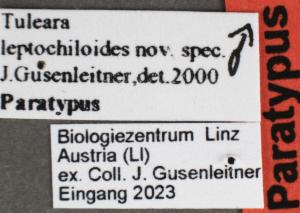 Tuleara
leptochiloides nov. spec. ♂
J.Gusenleitner,det.2000
Paratypus
Biologiezentrum Linz
Austria (LI)
ex. Coll. J. Gusenleitner
Eingang 2023
Paratypus